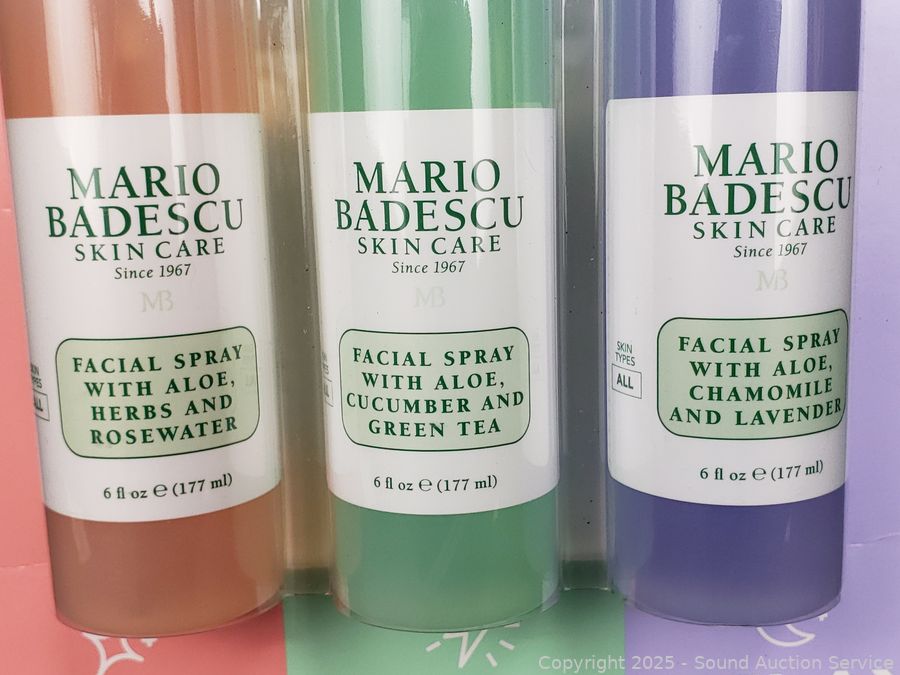 MARIO
BADESCU
SKIN CARE
Since 1967
MB
FACIAL SPRAY
WITH ALOE,
HERBS AND
ROSEWATER
6 fl oz ℮ (177 ml)
MARIO
BADESCU
SKIN CARE
Since 1967
MB
FACIAL SPRAY
WITH ALOE,
CUCUMBER AND
GREEN TEA
6 fl oz ℮ (177 ml)
MARIO
BADESCU
SKIN CARE
Since 1967
MB
SKIN
TYPES
ALL
FACIAL SPRAY
WITH ALOE,
CHAMOMILE
AND LAVENDER
6 fl oz ℮ (177 ml)
Copyright 2025 - Sound Auction Service